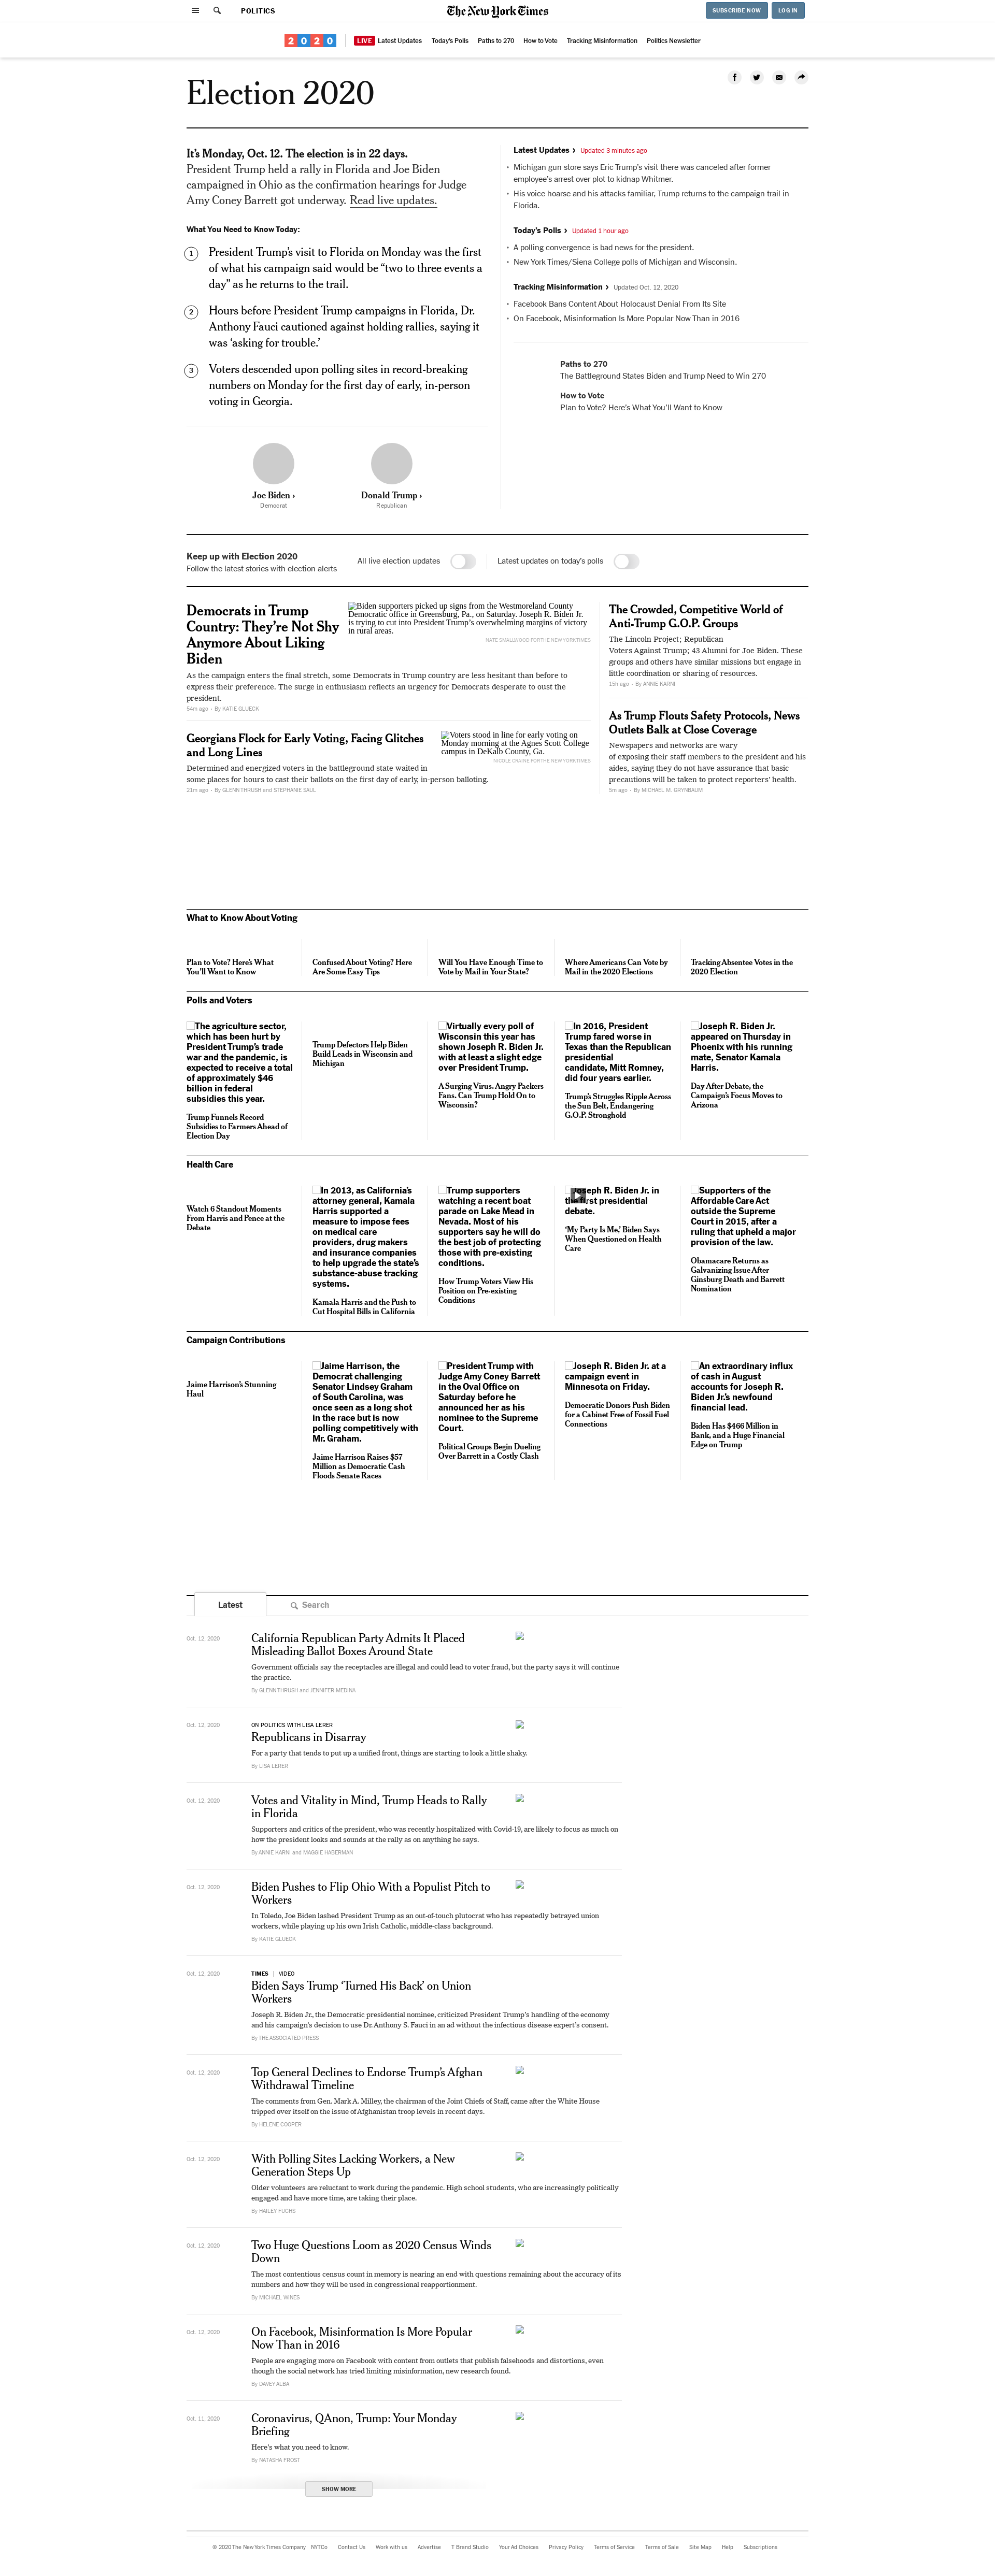 POLITICS
The New York Times
SUBSCRIBE NOW
LOG IN
2020
LIVE Latest Updates
Today's Polls
Paths to 270
How to Vote
Tracking Misinformation
Politics Newsletter
Election 2020
It's Monday, Oct. 12. The election is in 22 days.
President Trump held a rally in Florida and Joe Biden
campaigned in Ohio as the confirmation hearings for Judge
Amy Coney Barrett got underway. Read live updates.
What You Need to Know Today:
1
President Trump's visit to Florida on Monday was the first
of what his campaign said would be “two to three events a
day” as he returns to the trail.
2
Hours before President Trump campaigns in Florida, Dr.
Anthony Fauci cautioned against holding rallies, saying it
was ‘asking for trouble.’
3
Voters descended upon polling sites in record-breaking
numbers on Monday for the first day of early, in-person
voting in Georgia.
Joe Biden ›
Democrat
Donald Trump ›
Republican
Latest Updates › Updated 3 minutes ago
• Michigan gun store says Eric Trump's visit there was canceled after former
employee's arrest over plot to kidnap Whitmer.
• His voice hoarse and his attacks familiar, Trump returns to the campaign trail in
Florida.
Today's Polls › Updated 1 hour ago
• A polling convergence is bad news for the president.
• New York Times/Siena College polls of Michigan and Wisconsin.
Tracking Misinformation › Updated Oct. 12, 2020
• Facebook Bans Content About Holocaust Denial From Its Site
• On Facebook, Misinformation Is More Popular Now Than in 2016
Paths to 270
The Battleground States Biden and Trump Need to Win 270
How to Vote
Plan to Vote? Here's What You'll Want to Know
Keep up with Election 2020
Follow the latest stories with election alerts
All live election updates
Latest updates on today's polls
Democrats in Trump
Country: They're Not Shy
Anymore About Liking
Biden
Biden supporters picked up signs from the Westmoreland County
Democratic office in Greensburg, Pa., on Saturday. Joseph R. Biden Jr.
is trying to cut into President Trump's overwhelming margins of victory
in rural areas.
NATE SMALLWOOD FOR THE NEW YORK TIMES
As the campaign enters the final stretch, some Democrats in Trump country are less hesitant than before to
express their preference. The surge in enthusiasm reflects an urgency for Democrats desperate to oust the
president.
54m ago - By KATIE GLUECK
Georgians Flock for Early Voting, Facing Glitches
and Long Lines
Voters stood in line for early voting on
Monday morning at the Agnes Scott College
campus in DeKalb County, Ga.
NICOLE CRAINE FOR THE NEW YORK TIMES
Determined and energized voters in the battleground state waited in
some places for hours to cast their ballots on the first day of early, in-person balloting.
21m ago - By GLENN THRUSH and STEPHANIE SAUL
The Crowded, Competitive World of
Anti-Trump G.O.P. Groups
The Lincoln Project; Republican
Voters Against Trump; 43 Alumni for Joe Biden. These
groups and others have similar missions but engage in
little coordination or sharing of resources.
15h ago - By ANNIE KARNI
As Trump Flouts Safety Protocols, News
Outlets Balk at Close Coverage
Newspapers and networks are wary
of exposing their staff members to the president and his
aides, saying they do not have assurance that basic
precautions will be taken to protect reporters' health.
5m ago - By MICHAEL M. GRYNBAUM
What to Know About Voting
Plan to Vote? Here's What
You'll Want to Know
Confused About Voting? Here
Are Some Easy Tips
Will You Have Enough Time to
Vote by Mail in Your State?
Where Americans Can Vote by
Mail in the 2020 Elections
Tracking Absentee Votes in the
2020 Election
Polls and Voters
The agriculture sector,
which has been hurt by
President Trump's trade
war and the pandemic, is
expected to receive a total
of approximately $46
billion in federal
subsidies this year.
Trump Funnels Record
Subsidies to Farmers Ahead of
Election Day
Trump Defectors Help Biden
Build Leads in Wisconsin and
Michigan
Virtually every poll of
Wisconsin this year has
shown Joseph R. Biden Jr.
with at least a slight edge
over President Trump.
A Surging Virus. Angry Packers
Fans. Can Trump Hold On to
Wisconsin?
In 2016, President
Trump fared worse in
Texas than the Republican
presidential
candidate, Mitt Romney,
did four years earlier.
Trump's Struggles Ripple Across
the Sun Belt, Endangering
G.O.P. Stronghold
Joseph R. Biden Jr.
appeared on Thursday in
Phoenix with his running
mate, Senator Kamala
Harris.
Day After Debate, the
Campaign's Focus Moves to
Arizona
Health Care
Watch 6 Standout Moments
From Harris and Pence at the
Debate
In 2013, as California's
attorney general, Kamala
Harris supported a
measure to impose fees
on medical care
providers, drug makers
and insurance companies
to help upgrade the state's
substance-abuse tracking
systems.
Kamala Harris and the Push to
Cut Hospital Bills in California
Trump supporters
watching a recent boat
parade on Lake Mead in
Nevada. Most of his
supporters say he will do
the best job of protecting
those with pre-existing
conditions.
How Trump Voters View His
Position on Pre-existing
Conditions
Joseph R. Biden Jr. in
the first presidential
debate.
‘My Party Is Me,’ Biden Says
When Questioned on Health
Care
Supporters of the
Affordable Care Act
outside the Supreme
Court in 2015, after a
ruling that upheld a major
provision of the law.
Obamacare Returns as
Galvanizing Issue After
Ginsburg Death and Barrett
Nomination
Campaign Contributions
Jaime Harrison's Stunning
Haul
Jaime Harrison, the
Democrat challenging
Senator Lindsey Graham
of South Carolina, was
once seen as a long shot
in the race but is now
polling competitively with
Mr. Graham.
Jaime Harrison Raises $57
Million as Democratic Cash
Floods Senate Races
President Trump with
Judge Amy Coney Barrett
in the Oval Office on
Saturday before he
announced her as his
nominee to the Supreme
Court.
Political Groups Begin Dueling
Over Barrett in a Costly Clash
Joseph R. Biden Jr. at a
campaign event in
Minnesota on Friday.
Democratic Donors Push Biden
for a Cabinet Free of Fossil Fuel
Connections
An extraordinary influx
of cash in August
accounts for Joseph R.
Biden Jr.'s newfound
financial lead.
Biden Has $466 Million in
Bank, and a Huge Financial
Edge on Trump
Latest
Search
Oct. 12, 2020
California Republican Party Admits It Placed
Misleading Ballot Boxes Around State
Government officials say the receptacles are illegal and could lead to voter fraud, but the party says it will continue
the practice.
By GLENN THRUSH and JENNIFER MEDINA
Oct. 12, 2020
ON POLITICS WITH LISA LERER
Republicans in Disarray
For a party that tends to put up a unified front, things are starting to look a little shaky.
By LISA LERER
Oct. 12, 2020
Votes and Vitality in Mind, Trump Heads to Rally
in Florida
Supporters and critics of the president, who was recently hospitalized with Covid-19, are likely to focus as much on
how the president looks and sounds at the rally as on anything he says.
By ANNIE KARNI and MAGGIE HABERMAN
Oct. 12, 2020
Biden Pushes to Flip Ohio With a Populist Pitch to
Workers
In Toledo, Joe Biden lashed President Trump as an out-of-touch plutocrat who has repeatedly betrayed union
workers, while playing up his own Irish Catholic, middle-class background.
By KATIE GLUECK
Oct. 12, 2020
TIMES | VIDEO
Biden Says Trump ‘Turned His Back’ on Union
Workers
Joseph R. Biden Jr., the Democratic presidential nominee, criticized President Trump's handling of the economy
and his campaign's decision to use Dr. Anthony S. Fauci in an ad without the infectious disease expert's consent.
By THE ASSOCIATED PRESS
Oct. 12, 2020
Top General Declines to Endorse Trump's Afghan
Withdrawal Timeline
The comments from Gen. Mark A. Milley, the chairman of the Joint Chiefs of Staff, came after the White House
tripped over itself on the issue of Afghanistan troop levels in recent days.
By HELENE COOPER
Oct. 12, 2020
With Polling Sites Lacking Workers, a New
Generation Steps Up
Older volunteers are reluctant to work during the pandemic. High school students, who are increasingly politically
engaged and have more time, are taking their place.
By HAILEY FUCHS
Oct. 12, 2020
Two Huge Questions Loom as 2020 Census Winds
Down
The most contentious census count in memory is nearing an end with questions remaining about the accuracy of its
numbers and how they will be used in congressional reapportionment.
By MICHAEL WINES
Oct. 12, 2020
On Facebook, Misinformation Is More Popular
Now Than in 2016
People are engaging more on Facebook with content from outlets that publish falsehoods and distortions, even
though the social network has tried limiting misinformation, new research found.
By DAVEY ALBA
Oct. 11, 2020
Coronavirus, QAnon, Trump: Your Monday
Briefing
Here's what you need to know.
By NATASHA FROST
SHOW MORE
© 2020 The New York Times Company NYTCo Contact Us Work with us Advertise T Brand Studio Your Ad Choices Privacy Policy Terms of Service Terms of Sale Site Map Help Subscriptions